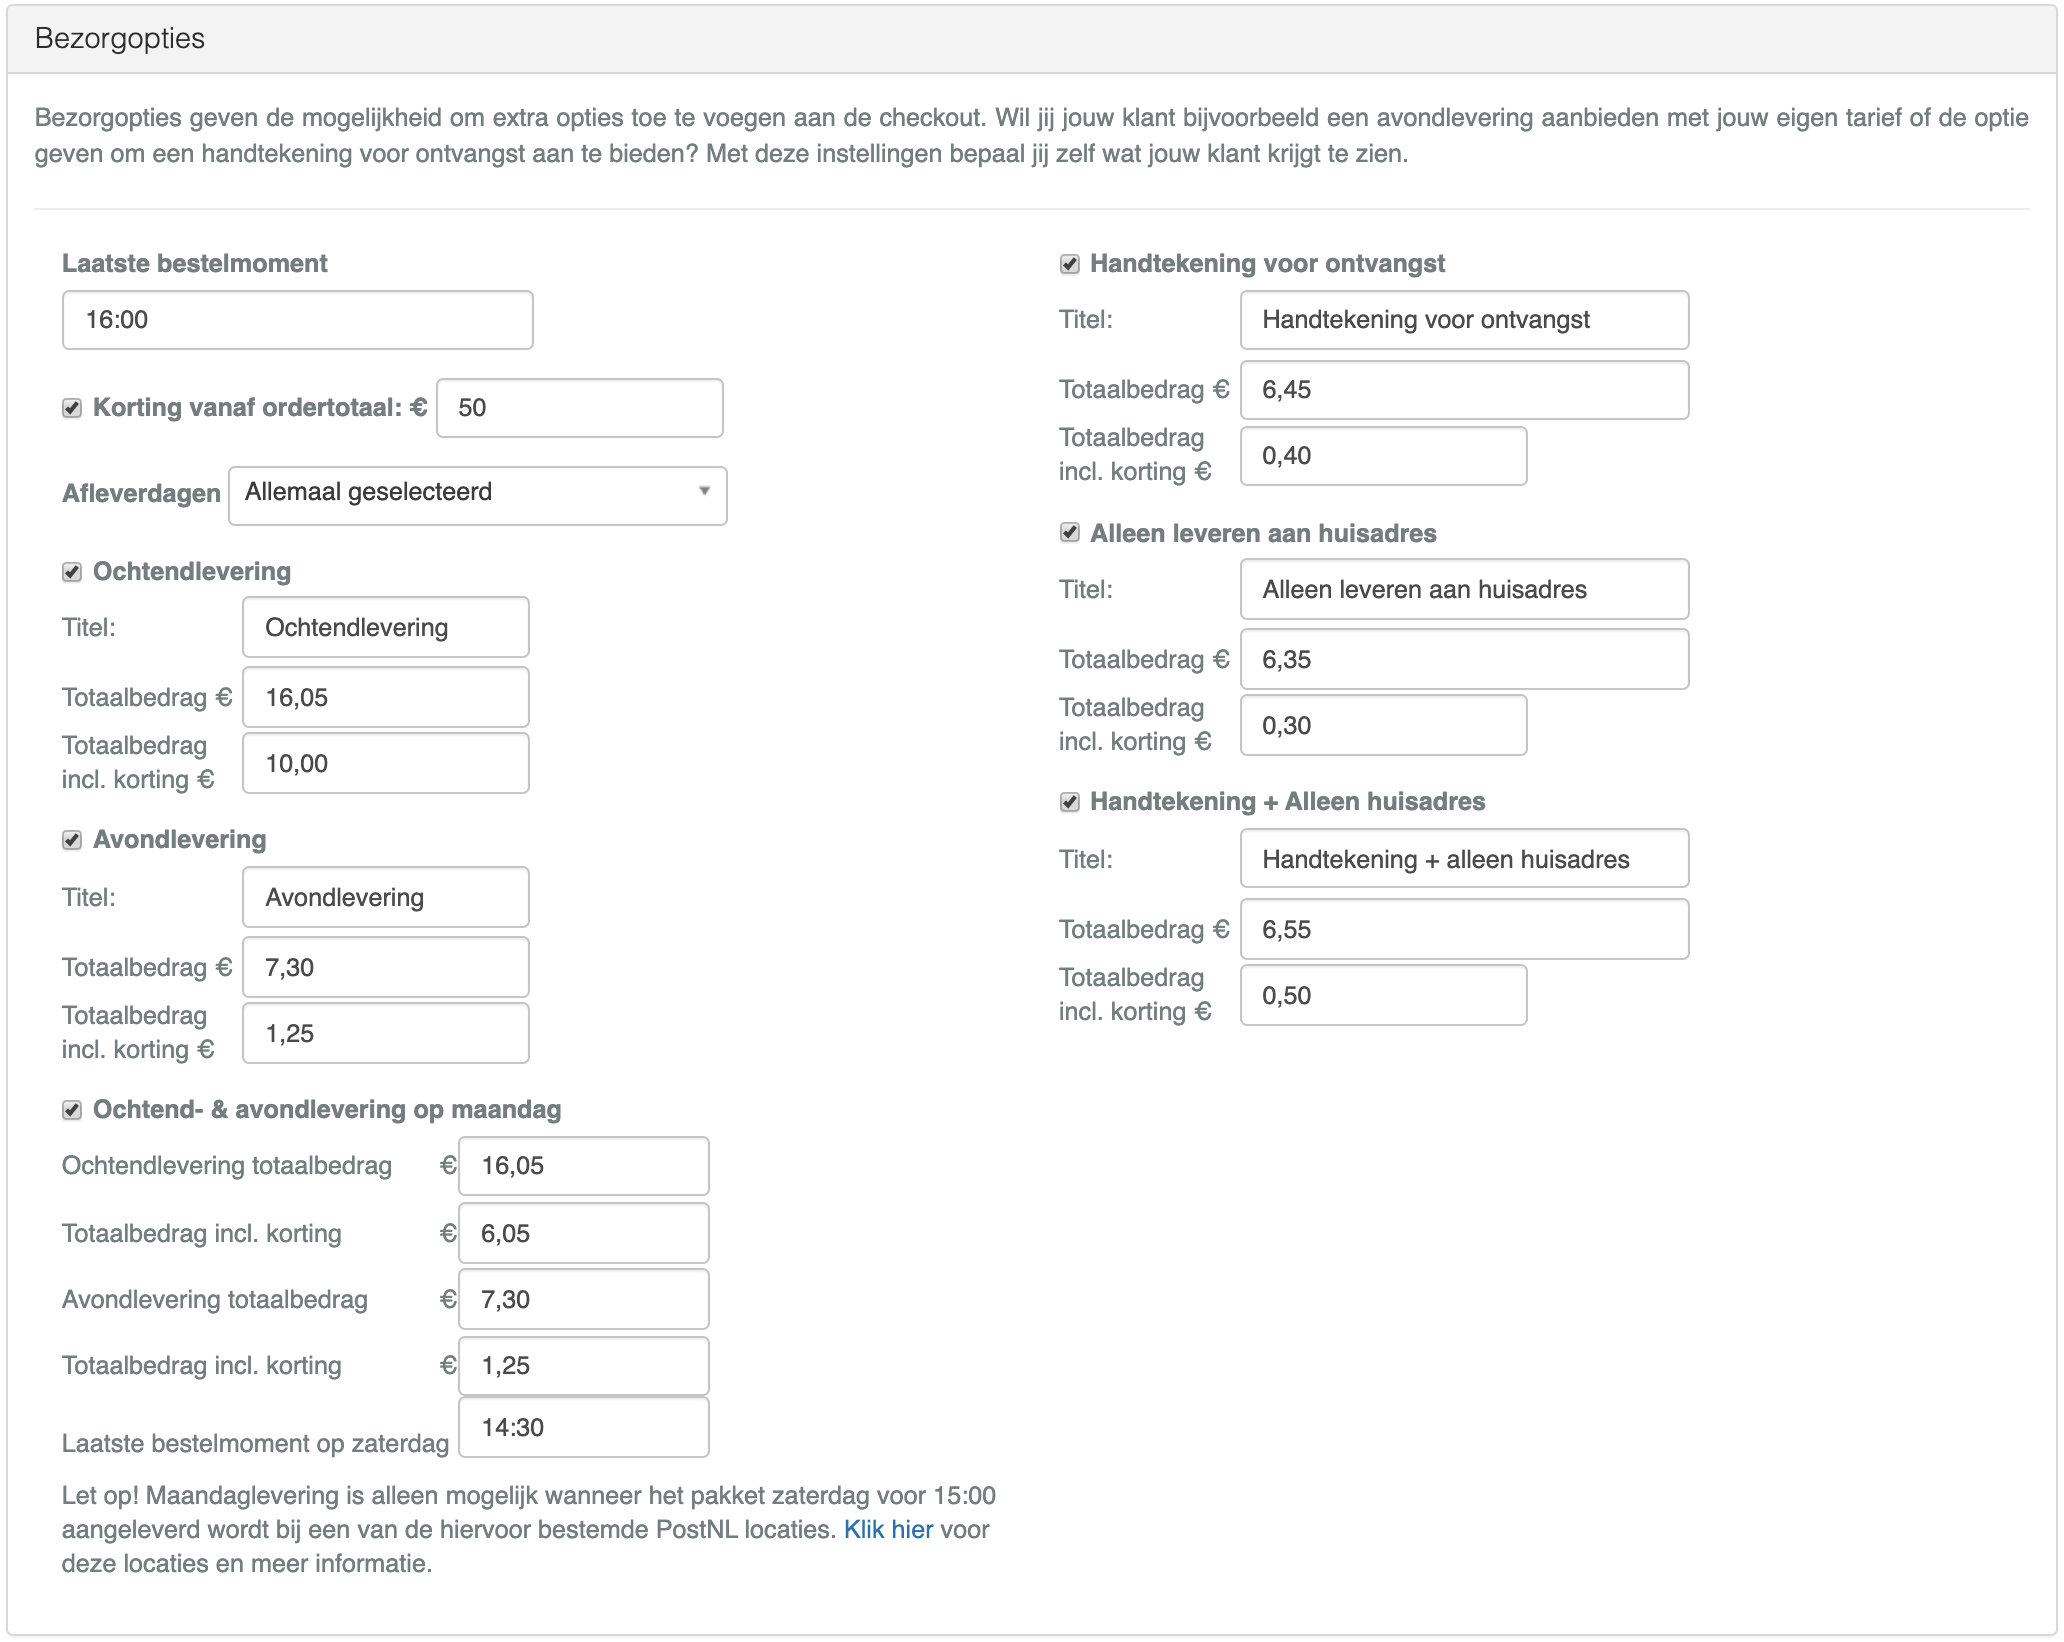 Bezorgopties
Bezorgopties geven de mogelijkheid om extra opties toe te voegen aan de checkout. Wil jij jouw klant bijvoorbeeld een avondlevering aanbieden met jouw eigen tarief of de optie
geven om een handtekening voor ontvangst aan te bieden? Met deze instellingen bepaal jij zelf wat jouw klant krijgt te zien.
Laatste bestelmoment
16:00
Korting vanaf ordertotaal: € 50
Afleverdagen Allemaal geselecteerd
Ochtendlevering
Titel: Ochtendlevering
Totaalbedrag € 16,05
Totaalbedrag
incl. korting € 10,00
Avondlevering
Titel: Avondlevering
Totaalbedrag € 7,30
Totaalbedrag
incl. korting € 1,25
Ochtend- & avondlevering op maandag
Ochtendlevering totaalbedrag € 16,05
Totaalbedrag incl. korting € 6,05
Avondlevering totaalbedrag € 7,30
Totaalbedrag incl. korting € 1,25
Laatste bestelmoment op zaterdag 14:30
Let op! Maandaglevering is alleen mogelijk wanneer het pakket zaterdag voor 15:00
aangeleverd wordt bij een van de hiervoor bestemde PostNL locaties. Klik hier voor
deze locaties en meer informatie.
Handtekening voor ontvangst
Titel: Handtekening voor ontvangst
Totaalbedrag € 6,45
Totaalbedrag
incl. korting € 0,40
Alleen leveren aan huisadres
Titel: Alleen leveren aan huisadres
Totaalbedrag € 6,35
Totaalbedrag
incl. korting € 0,30
Handtekening + Alleen huisadres
Titel: Handtekening + alleen huisadres
Totaalbedrag € 6,55
Totaalbedrag
incl. korting € 0,50